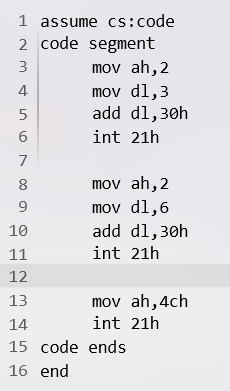 1 assume cs:code
2 code segment
3 mov ah,2
4 mov dl,3
5 add dl,30h
6 int 21h
7
8 mov ah,2
9 mov dl,6
10 add dl,30h
11 int 21h
12
13 mov ah,4ch
14 int 21h
15 code ends
16 end